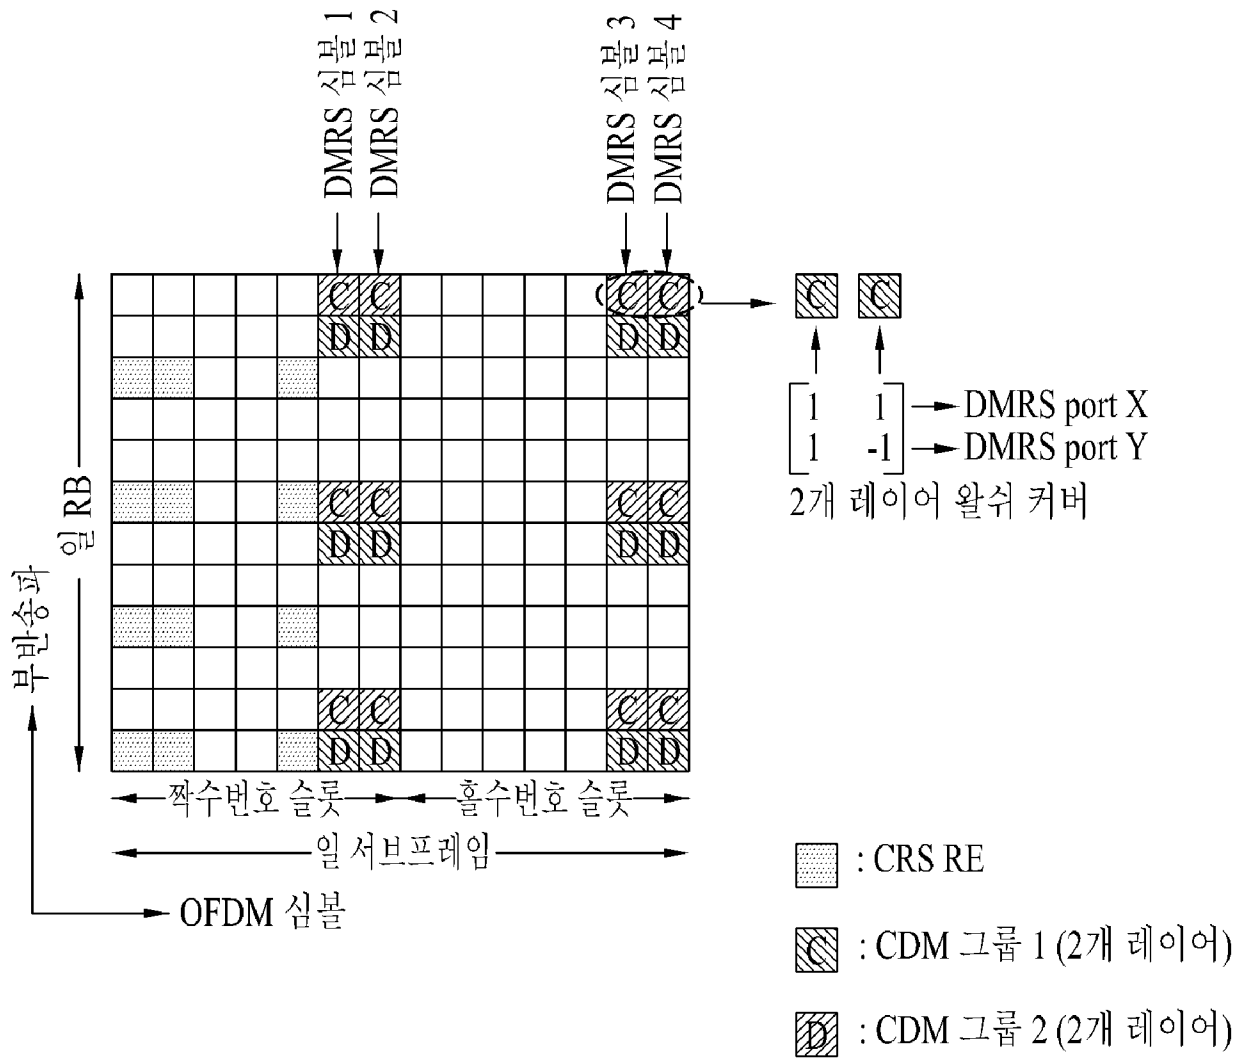 DMRS 심볼 1
DMRS 심볼 2
DMRS 심볼 3
DMRS 심볼 4
C C C C C C
D D D D
1 1 DMRS port X
1 -1 DMRS port Y
2개 레이어 왈쉬 커버
일 RB
C C C C
D D D D
부반송파
C C C C
D D D D
짝수번호 슬롯 홀수번호 슬롯
일 서브프레임
OFDM 심볼
: CRS RE
C : CDM 그룹 1 (2개 레이어)
D : CDM 그룹 2 (2개 레이어)